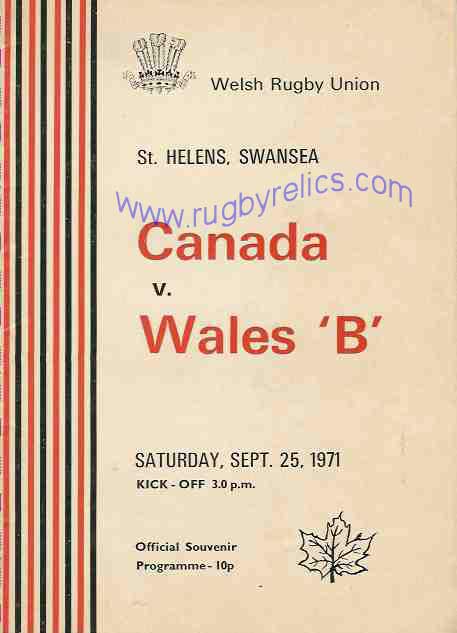 Welsh Rugby Union
St. HELENS, SWANSEA
www.rugbyrelics.com
Canada
v.
Wales ‘B’
SATURDAY, SEPT. 25, 1971
KICK - OFF 3.0 p.m.
Official Souvenir
Programme - 10p